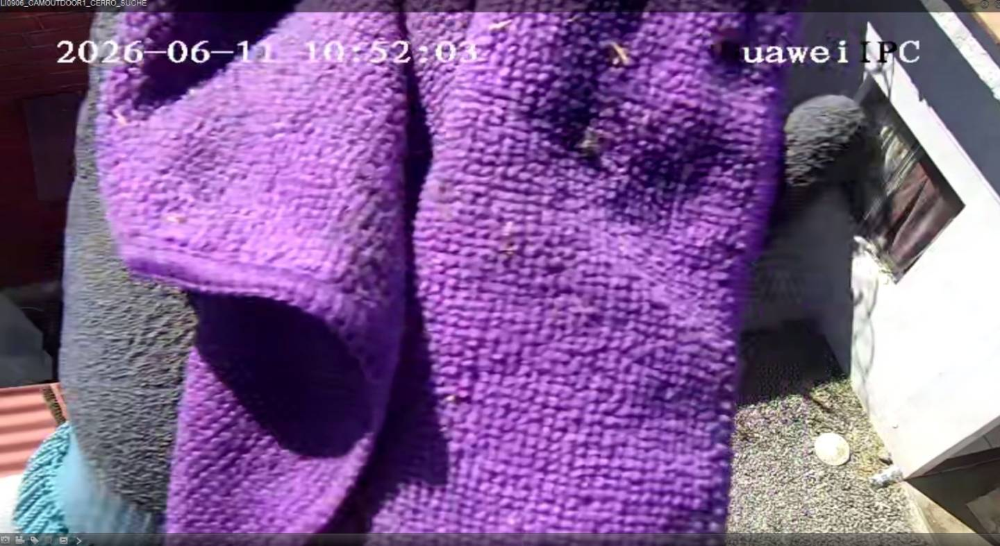 LI0906_CAMOUTDOOR1_CERRO_SUCHE
2026-06-11 10:52:03
uawei IPC